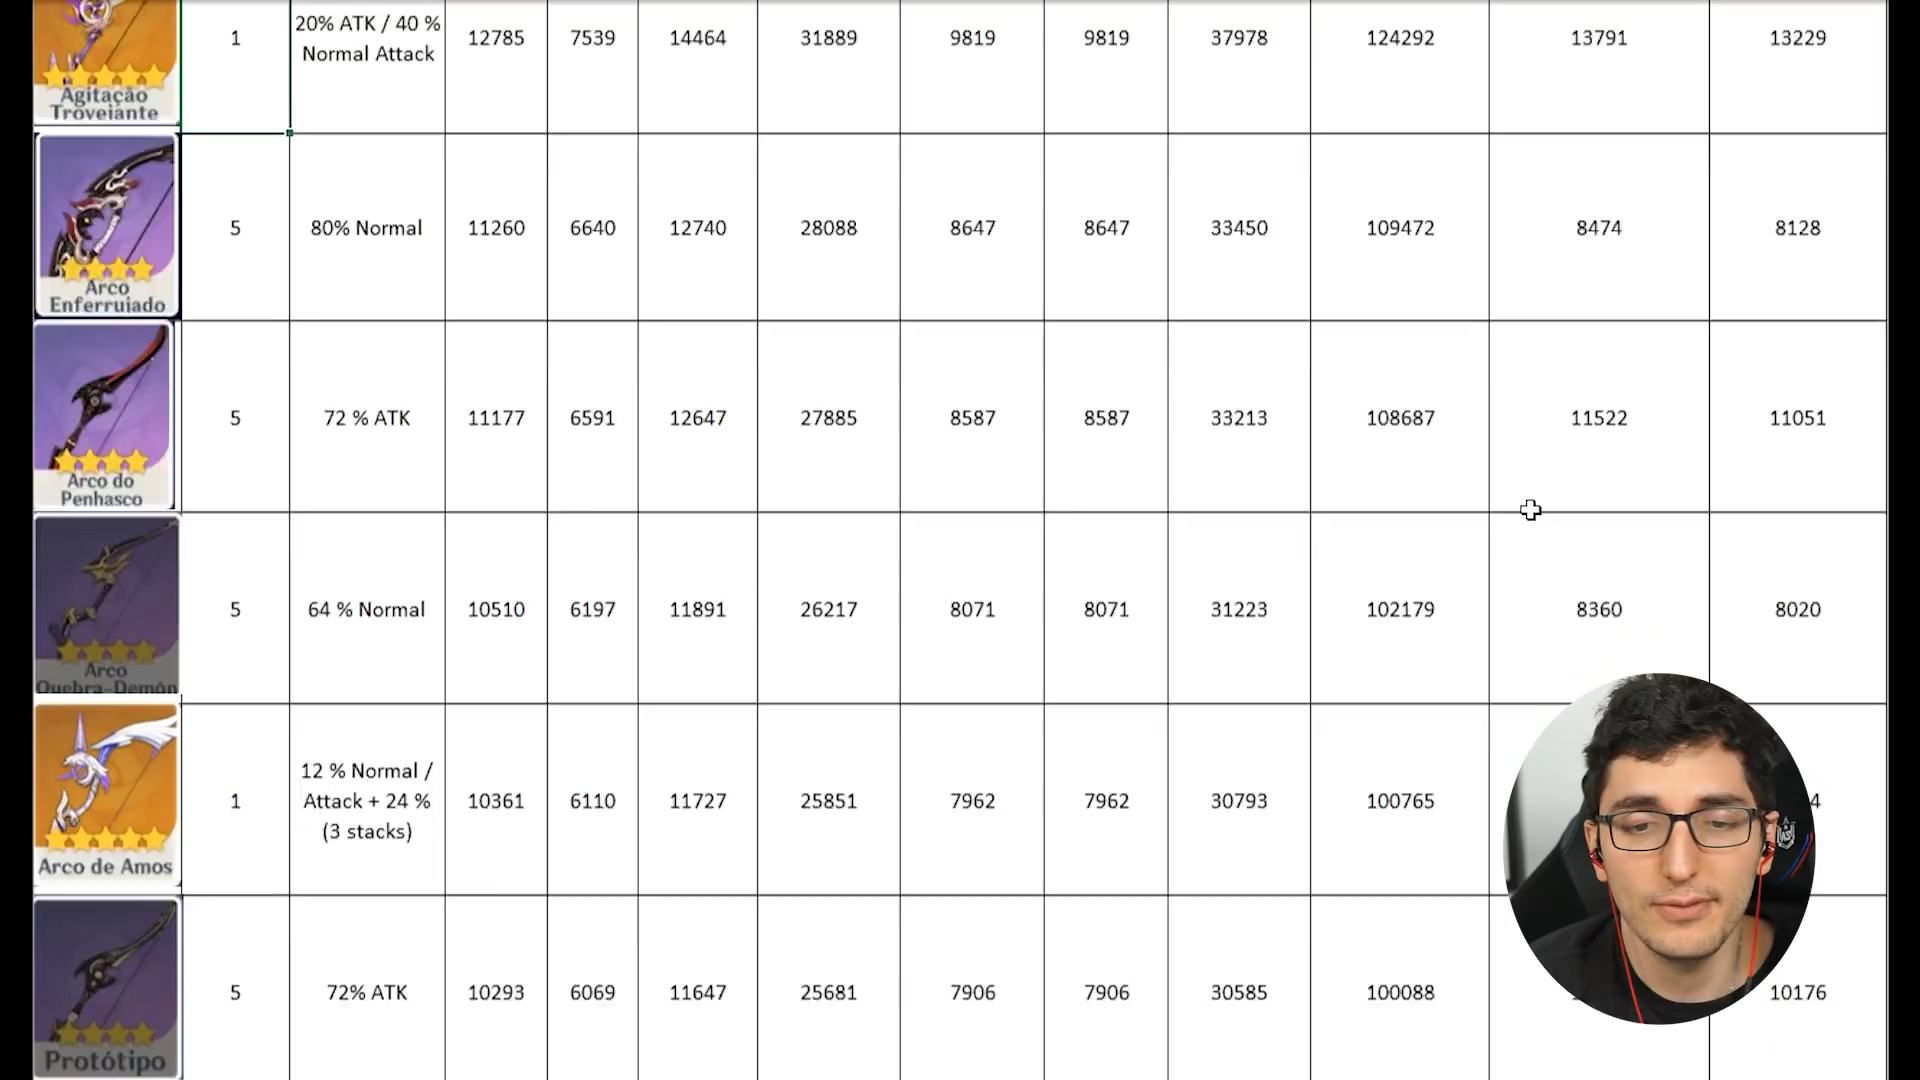 1 20% ATK / 40 % Normal Attack 12785 7539 14464 31889 9819 9819 37978 124292 13791 13229
Agitação
Troveiante
5 80% Normal 11260 6640 12740 28088 8647 8647 33450 109472 8474 8128
Arco
Enferruiado
5 72 % ATK 11177 6591 12647 27885 8587 8587 33213 108687 11522 11051
Arco do
Penhasco
5 64 % Normal 10510 6197 11891 26217 8071 8071 31223 102179 8360 8020
Arco
Quebra-Demôn
1 12 % Normal / Attack + 24 % (3 stacks) 10361 6110 11727 25851 7962 7962 30793 100765 4
Arco de Amos
5 72% ATK 10293 6069 11647 25681 7906 7906 30585 100088 10176
Protótipo